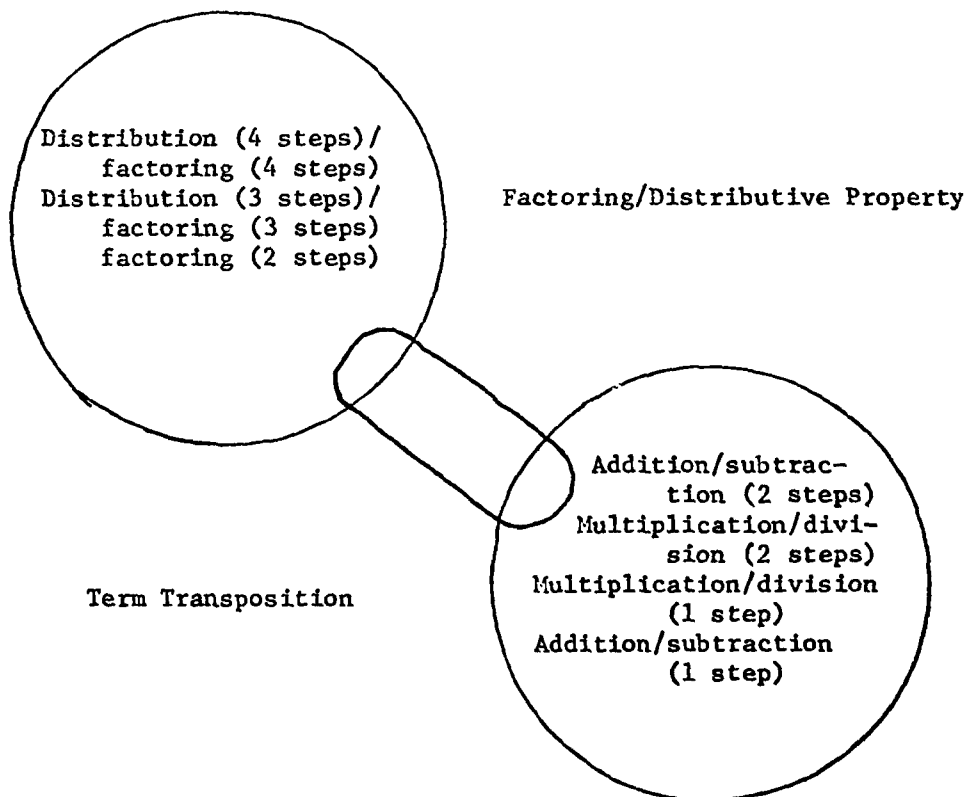 Distribution (4 steps)/
factoring (4 steps)
Distribution (3 steps)/
factoring (3 steps)
factoring (2 steps)
Factoring/Distributive Property
Addition/subtrac-
tion (2 steps)
Multiplication/divi-
sion (2 steps)
Multiplication/division
(1 step)
Addition/subtraction
(1 step)
Term Transposition